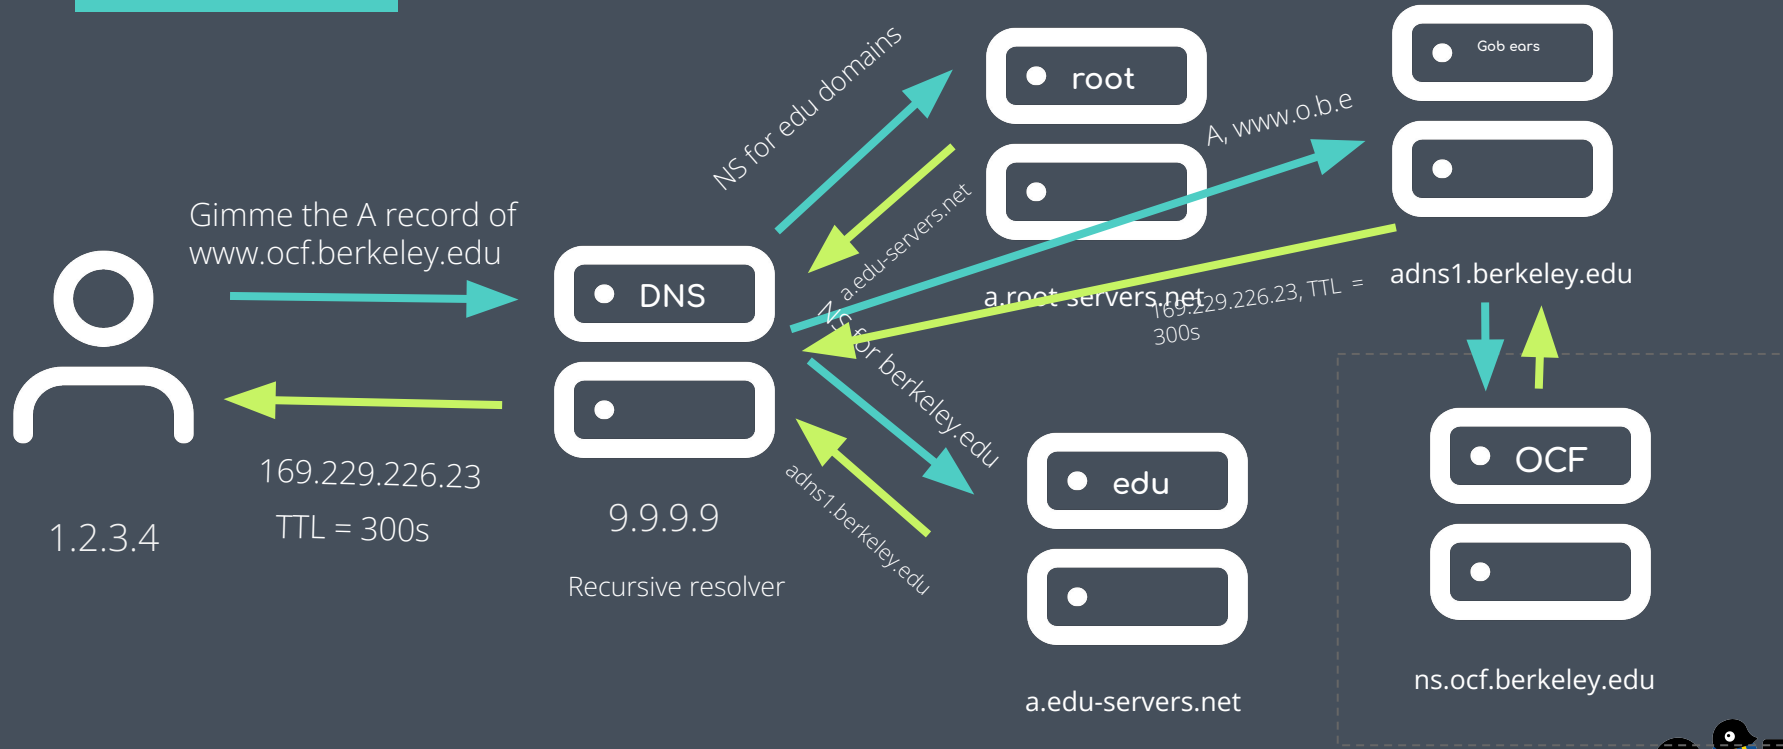 Gimme the A record of
www.ocf.berkeley.edu
169.229.226.23
TTL = 300s
1.2.3.4
DNS
9.9.9.9
Recursive resolver
NS for edu domains
a.edu-servers.net
root
a.root-servers.net
NS for berkeley.edu
adns1.berkeley.edu
edu
a.edu-servers.net
A, www.o.b.e
169.229.226.23, TTL =
300s
Gob ears
adns1.berkeley.edu
OCF
ns.ocf.berkeley.edu